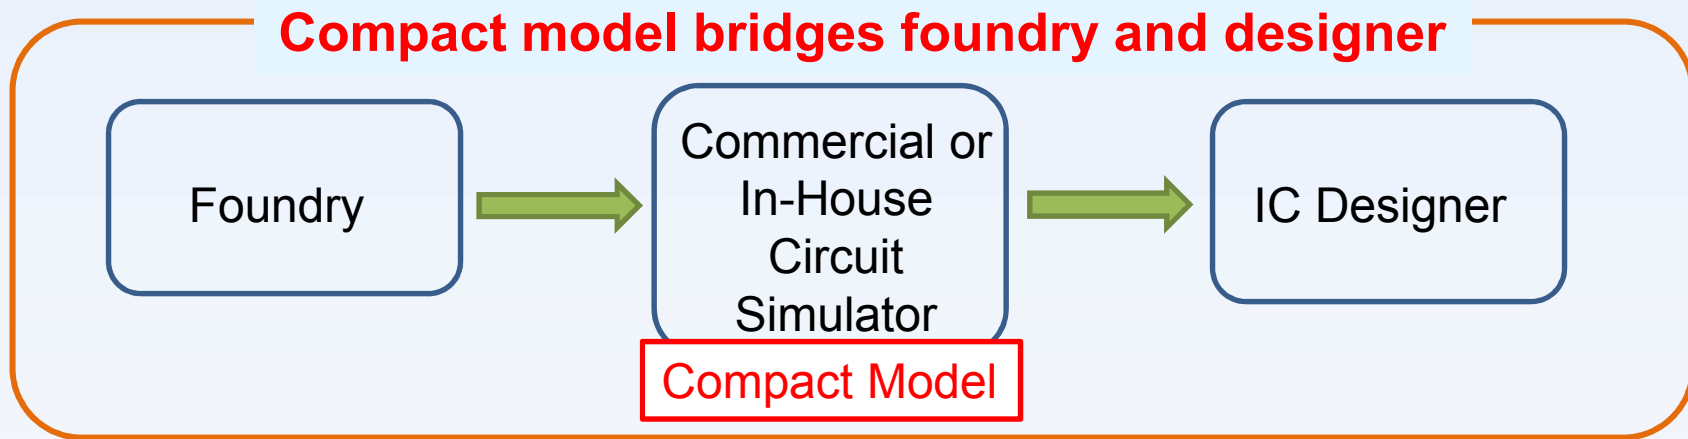 Compact model bridges foundry and designer
Foundry
Commercial or
In-House
Circuit
Simulator
Compact Model
IC Designer